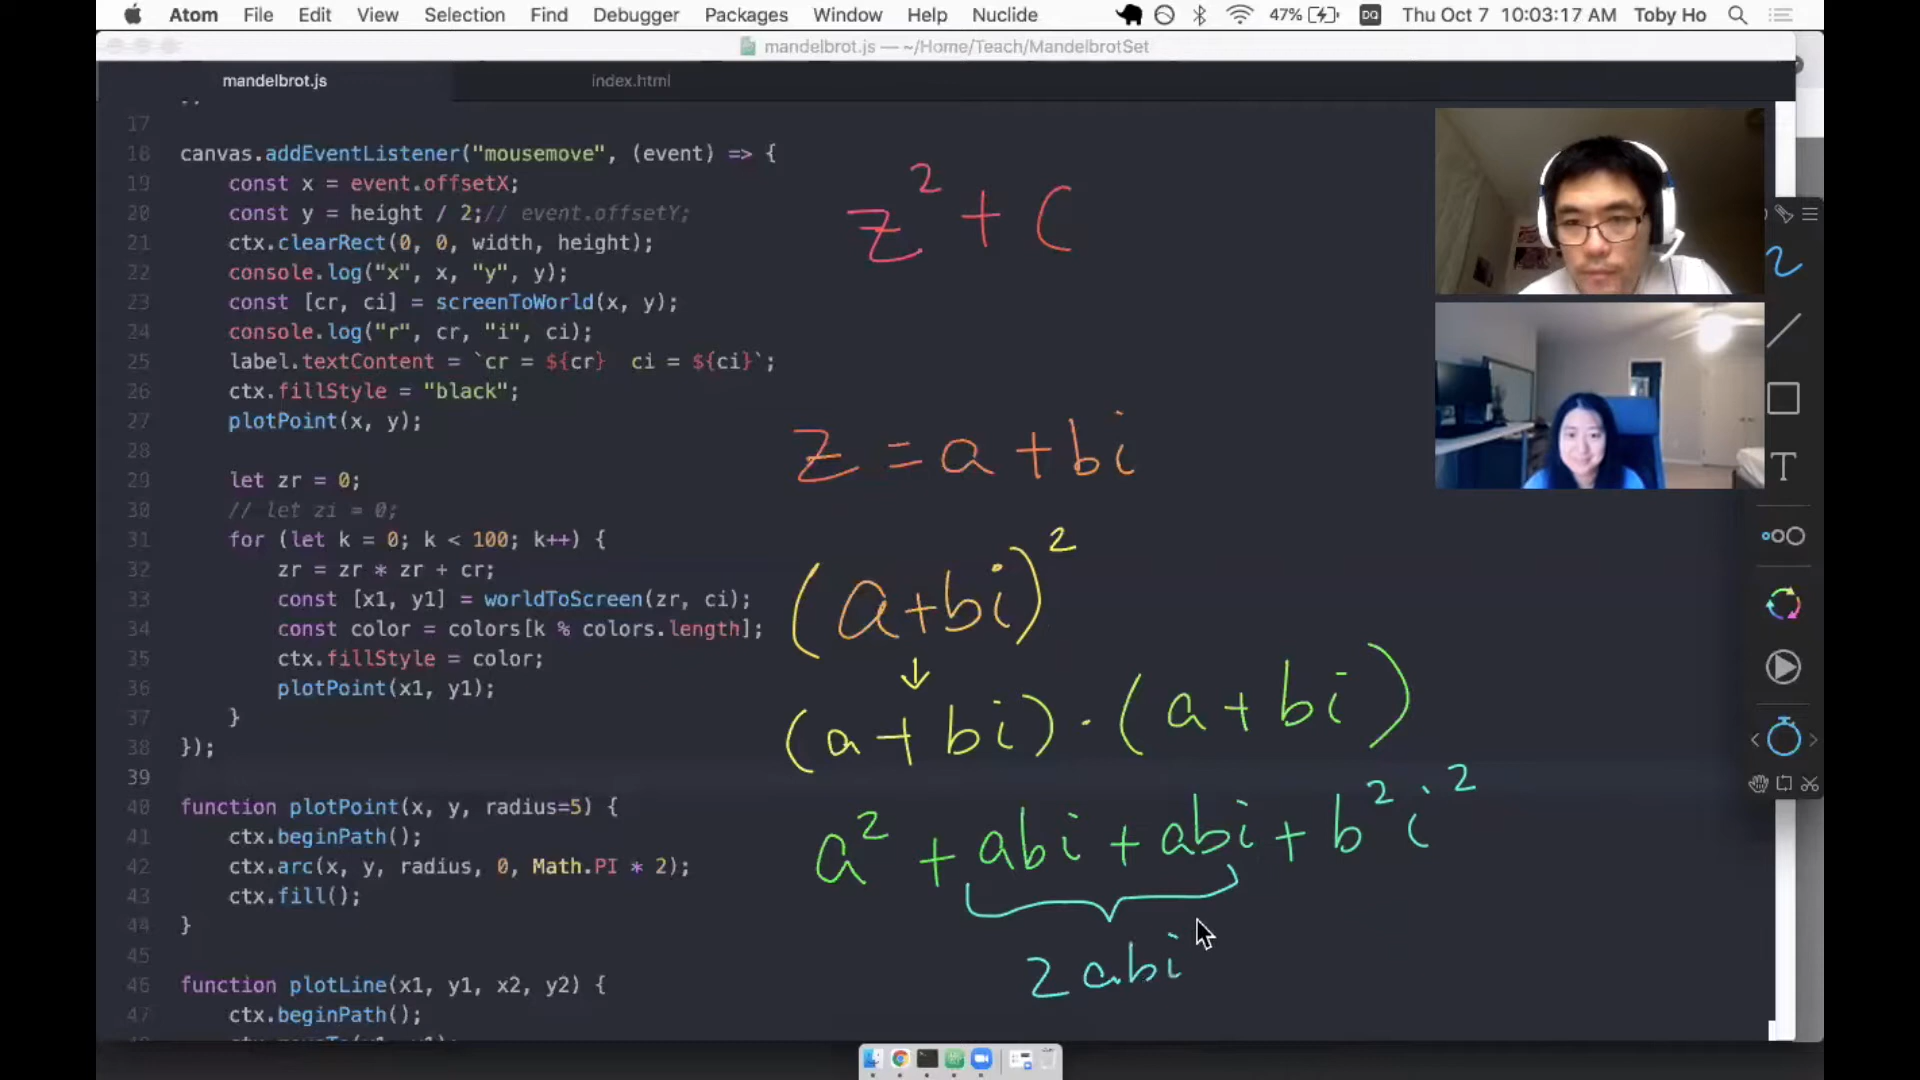 Atom File Edit View Selection Find Debugger Packages Window Help Nuclide 47% DQ Thu Oct 7 10:03:17 AM Toby Ho
mandelbrot.js — ~/Home/Teach/MandelbrotSet
mandelbrot.js index.html
17
18 canvas.addEventListener("mousemove", (event) => {
19 const x = event.offsetX;
20 const y = height / 2;// event.offsetY;
21 ctx.clearRect(0, 0, width, height);
22 console.log("x", x, "y", y);
23 const [cr, ci] = screenToWorld(x, y);
24 console.log("r", cr, "i", ci);
25 label.textContent = `cr = ${cr}  ci = ${ci}`;
26 ctx.fillStyle = "black";
27 plotPoint(x, y);
28
29 let zr = 0;
30 // let zi = 0;
31 for (let k = 0; k < 100; k++) {
32 zr = zr * zr + cr;
33 const [x1, y1] = worldToScreen(zr, ci);
34 const color = colors[k % colors.length];
35 ctx.fillStyle = color;
36 plotPoint(x1, y1);
37 }
38 });
39
40 function plotPoint(x, y, radius=5) {
41 ctx.beginPath();
42 ctx.arc(x, y, radius, 0, Math.PI * 2);
43 ctx.fill();
44 }
45
46 function plotLine(x1, y1, x2, y2) {
47 ctx.beginPath();
z² + C
z = a + bi
(a+bi)²
↓
(a + bi) · (a + bi)
a² + abi + abi + b²i²
2abi
T